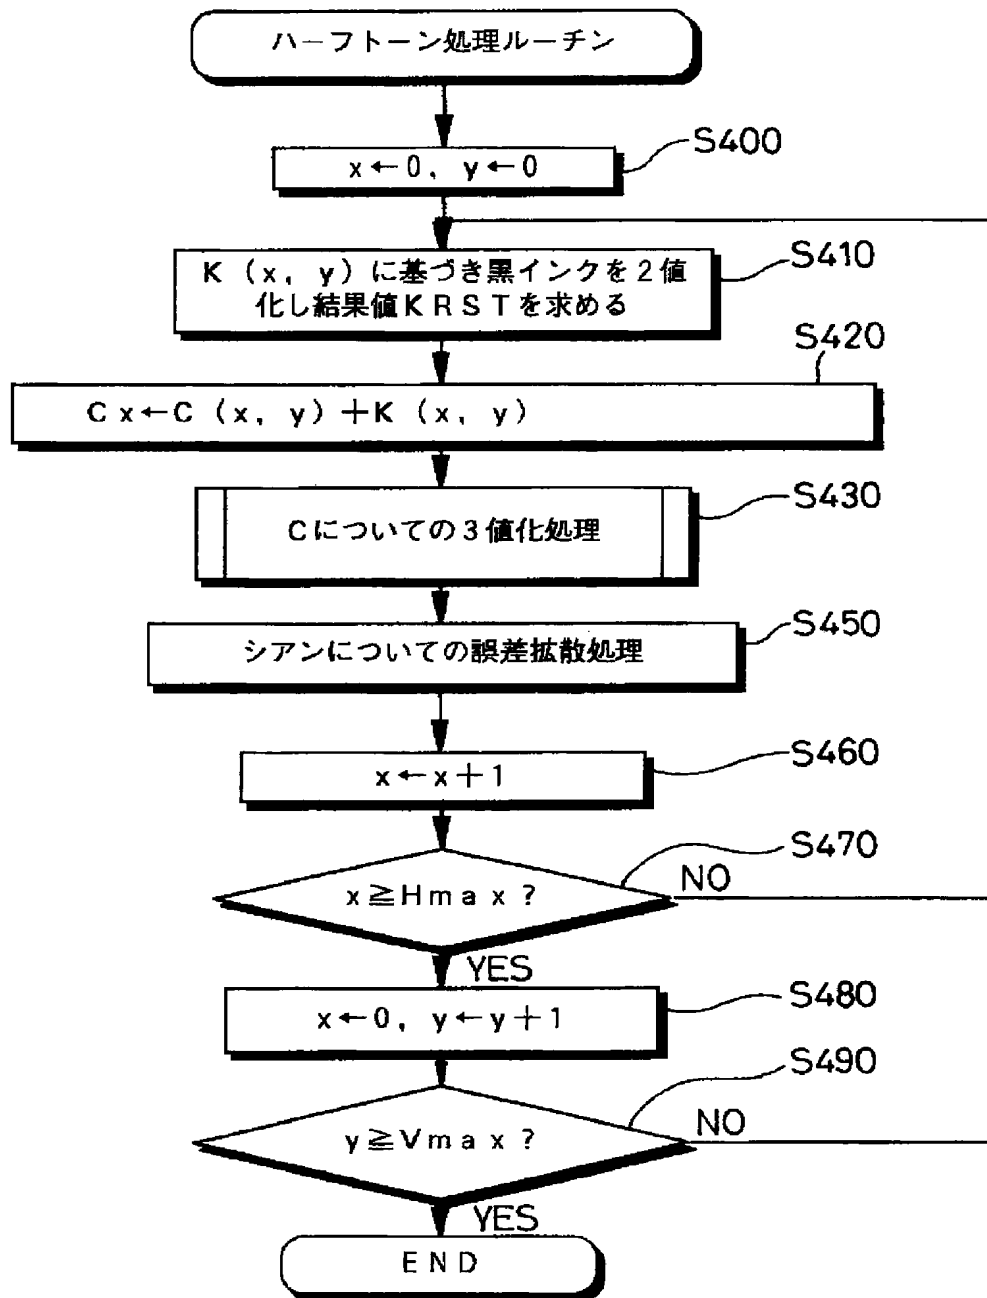 ハーフトーン処理ルーチン
S400
x←0, y←0
S410
K (x, y)に基づき黒インクを2値
化し結果値KRSTを求める
S420
Cx←C (x, y)+K (x, y)
S430
Cについての3値化処理
S450
シアンについての誤差拡散処理
S460
x←x+1
S470
x≧Hmax?
NO
YES
S480
x←0, y←y+1
S490
y≧Vmax?
NO
YES
END